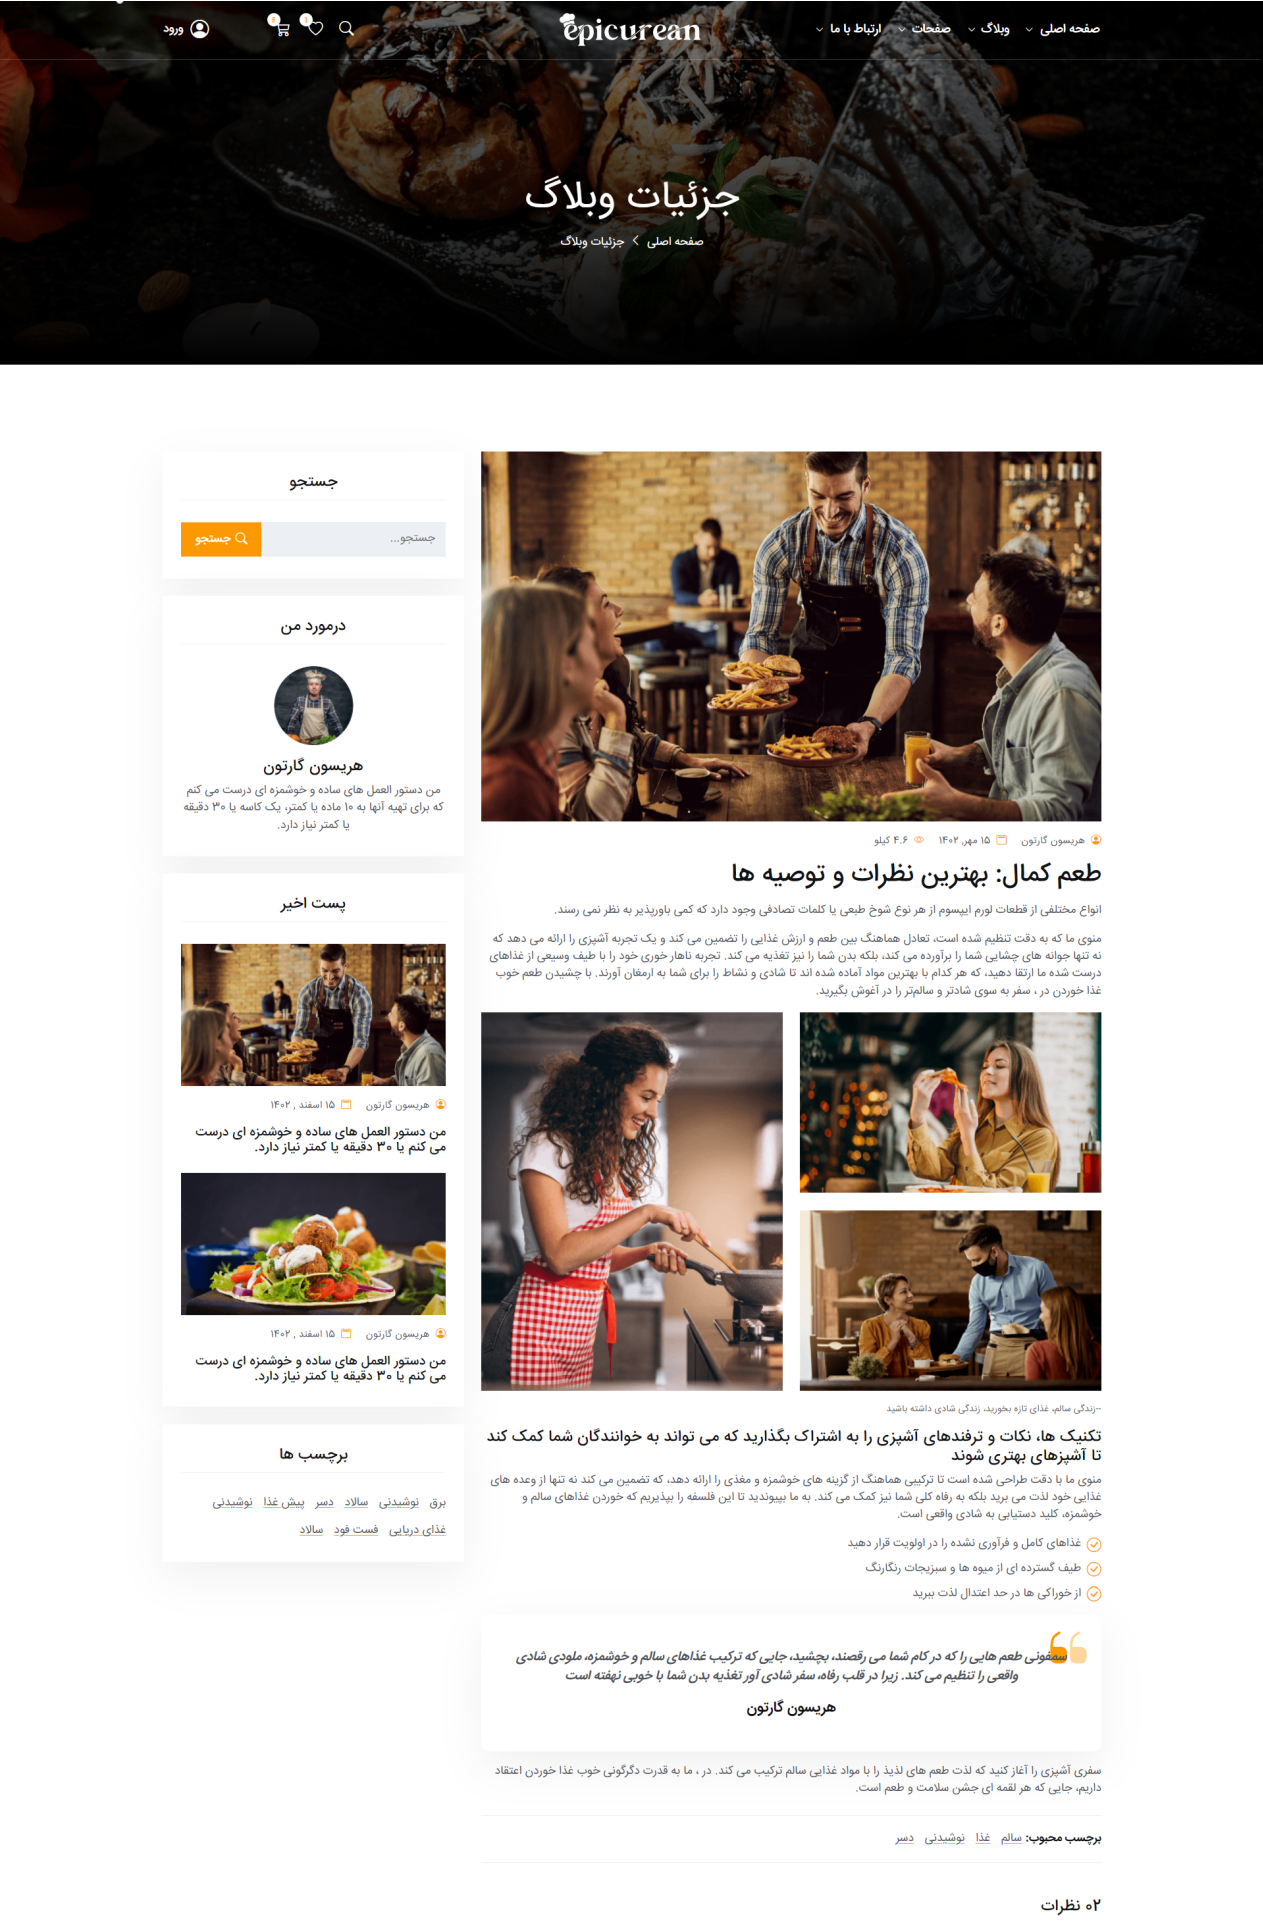 صفحه اصلی
وبلاگ
صفحات
ارتباط با ما
epicurean
۱
۴
ورود
جزئیات وبلاگ
صفحه اصلی
جزئیات وبلاگ
هریسون گارتون ۱۵ مهر, ۱۴۰۲ ۴.۶ کیلو
طعم کمال: بهترین نظرات و توصیه ها
انواع مختلفی از قطعات لورم ایپسوم از هر نوع شوخ طبعی یا کلمات تصادفی وجود دارد که کمی باورپذیر به نظر نمی رسند.
منوی ما که به دقت تنظیم شده است، تعادل هماهنگ بین طعم و ارزش غذایی را تضمین می کند و یک تجربه آشپزی را ارائه می دهد که
نه تنها جوانه های چشایی شما را برآورده می کند، بلکه بدن شما را نیز تغذیه می کند. تجربه ناهار خوری خود را با طیف وسیعی از غذاهای
درست شده ما ارتقا دهید، که هر کدام با بهترین مواد آماده شده اند تا شادی و نشاط را برای شما به ارمغان آورند. با چشیدن طعم خوب
غذا خوردن در ، سفر به سوی شادتر و سالم‌تر را در آغوش بگیرید.
--زندگی سالم، غذای تازه بخورید، زندگی شادی داشته باشید
تکنیک ها، نکات و ترفندهای آشپزی را به اشتراک بگذارید که می تواند به خوانندگان شما کمک کند
تا آشپزهای بهتری شوند
منوی ما با دقت طراحی شده است تا ترکیبی هماهنگ از گزینه های خوشمزه و مغذی را ارائه دهد، که تضمین می کند نه تنها از وعده های
غذایی خود لذت می برید بلکه به رفاه کلی شما نیز کمک می کند. به ما بپیوندید تا این فلسفه را بپذیریم که خوردن غذاهای سالم و
خوشمزه، کلید دستیابی به شادی واقعی است.
غذاهای کامل و فرآوری نشده را در اولویت قرار دهید
طیف گسترده ای از میوه ها و سبزیجات رنگارنگ
از خوراکی ها در حد اعتدال لذت ببرید
سمفونی طعم هایی را که در کام شما می رقصند، بچشید، جایی که ترکیب غذاهای سالم و خوشمزه، ملودی شادی
واقعی را تنظیم می کند. زیرا در قلب رفاه، سفر شادی آور تغذیه بدن شما با خوبی نهفته است
هریسون گارتون
سفری آشپزی را آغاز کنید که لذت طعم های لذیذ را با مواد غذایی سالم ترکیب می کند. در ، ما به قدرت دگرگونی خوب غذا خوردن اعتقاد
داریم، جایی که هر لقمه ای جشن سلامت و طعم است.
برچسب محبوب: سالم غذا نوشیدنی دسر
۰۲ نظرات
جستجو
جستجو...
جستجو
درمورد من
هریسون گارتون
من دستور العمل های ساده و خوشمزه ای درست می کنم
که برای تهیه آنها به ۱۰ ماده یا کمتر، یک کاسه یا ۳۰ دقیقه
یا کمتر نیاز دارد.
پست اخیر
هریسون گارتون ۱۵ اسفند , ۱۴۰۲
من دستور العمل های ساده و خوشمزه ای درست
می کنم یا ۳۰ دقیقه یا کمتر نیاز دارد.
هریسون گارتون ۱۵ اسفند , ۱۴۰۲
من دستور العمل های ساده و خوشمزه ای درست
می کنم یا ۳۰ دقیقه یا کمتر نیاز دارد.
برچسب ها
برق نوشیدنی سالاد دسر پیش غذا نوشیدنی
غذای دریایی فست فود سالاد